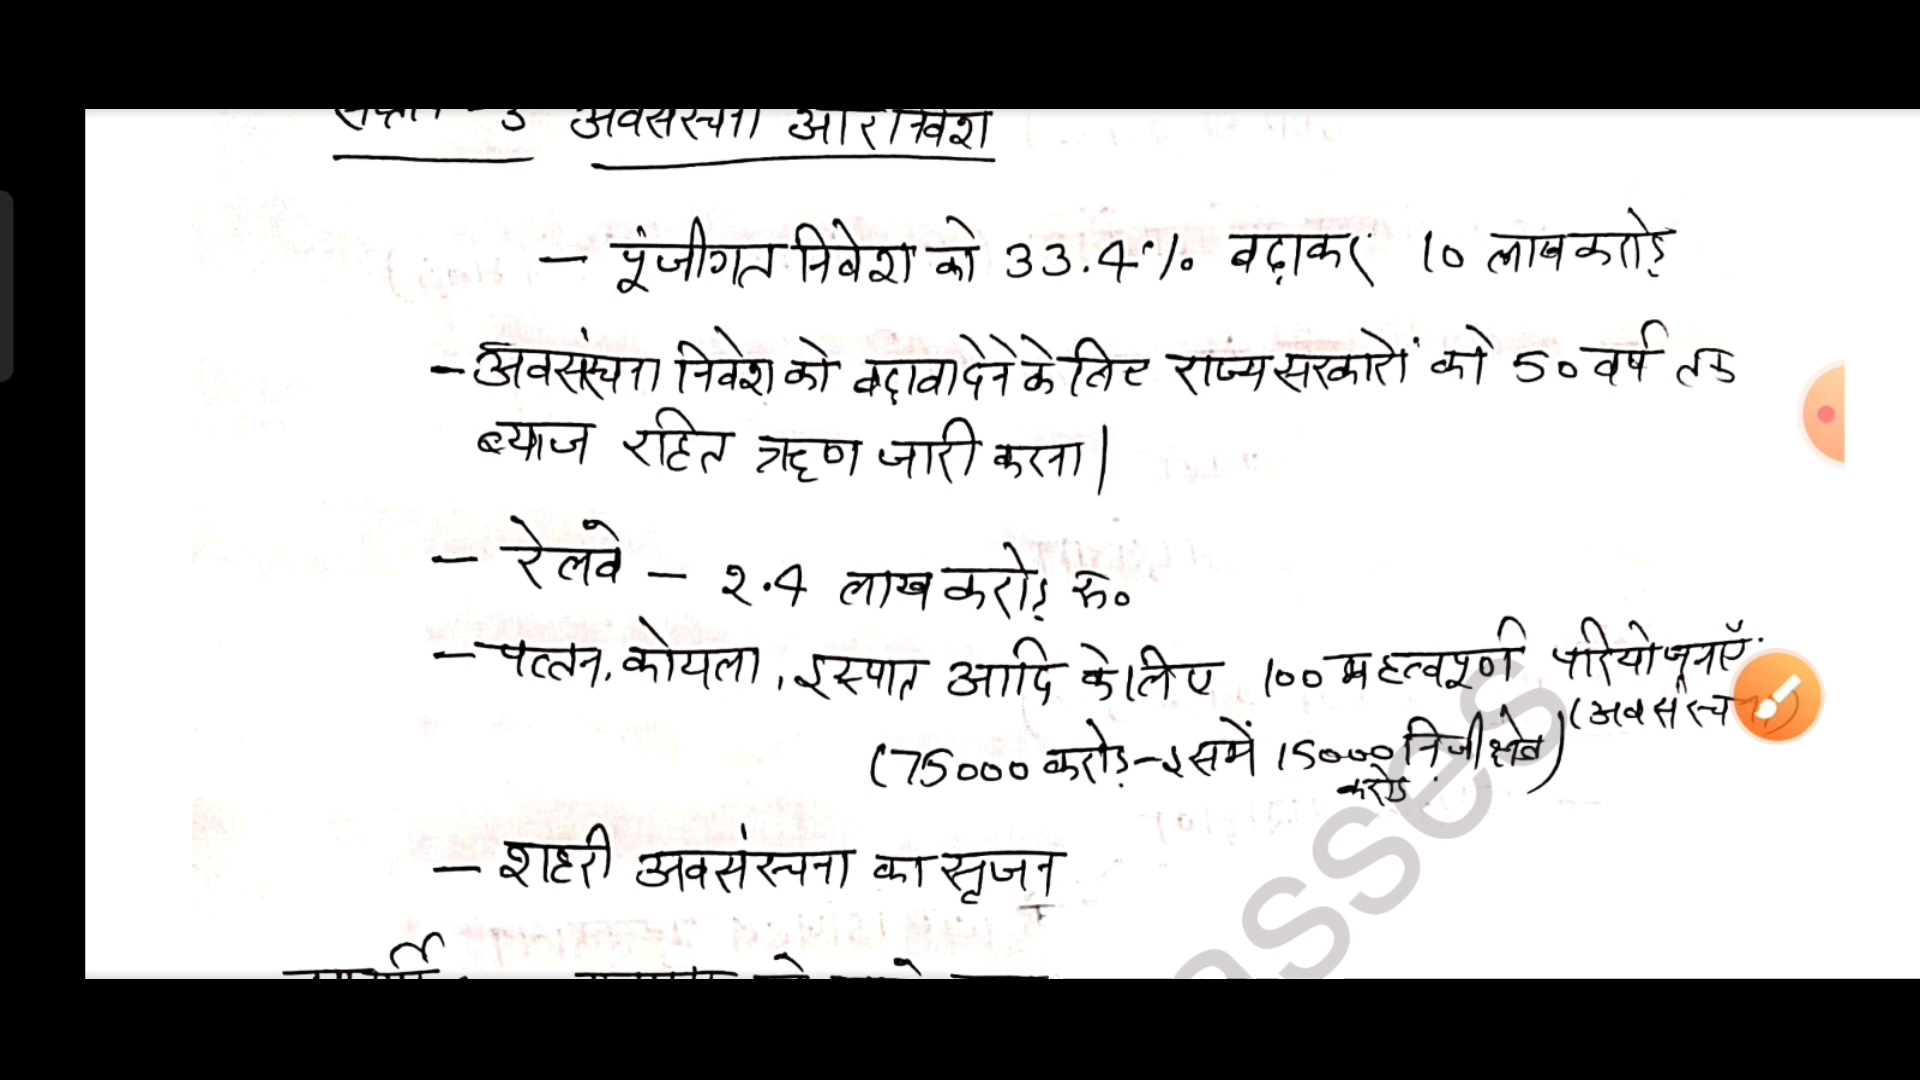 अवसंरचना और निवेश
- पूंजीगत निवेश को 33.4% बढ़ाकर 10 लाख करोड़
- अवसंरचना निवेश को बढ़ावा देने के लिए राज्य सरकारों को 50 वर्ष तक
ब्याज रहित ऋण जारी करना।
- रेलवे - 2.4 लाख करोड़ रु०
- पत्तन, कोयला, इस्पात आदि के लिए 100 महत्वपूर्ण परियोजनाएँ
(अवसंरचना)
(75000 करोड़ - इसमें 15000 करोड़ निजी क्षेत्र)
- शहरी अवसंरचना का सृजन
asses